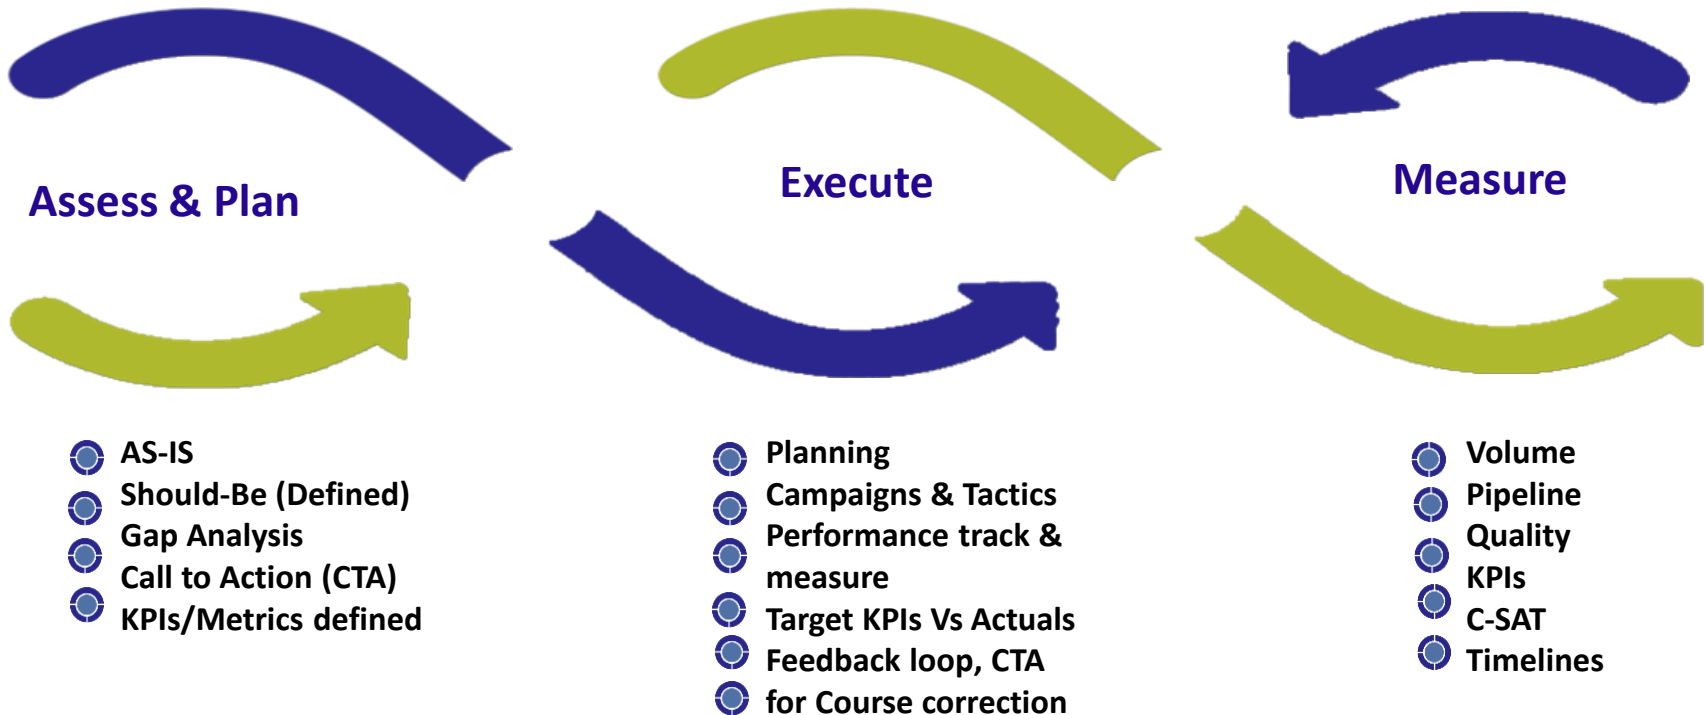 Assess & Plan
AS-IS
Should-Be (Defined)
Gap Analysis
Call to Action (CTA)
KPIs/Metrics defined
Execute
Planning
Campaigns & Tactics
Performance track &
measure
Target KPIs Vs Actuals
Feedback loop, CTA
for Course correction
Measure
Volume
Pipeline
Quality
KPIs
C-SAT
Timelines